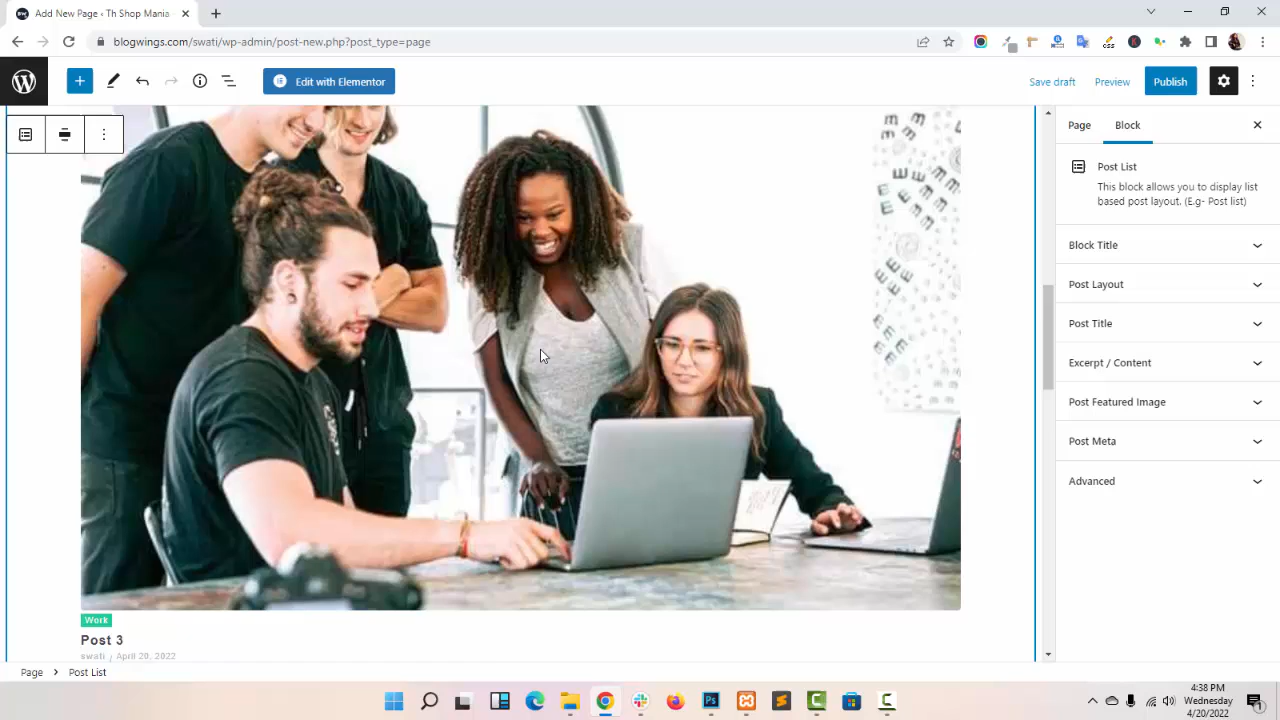 Add New Page - Th Shop Mania
blogwings.com/swati/wp-admin/post-new.php?post_type=page
Edit with Elementor
Save draft
Preview
Publish
Page
Block
Post List
This block allows you to display list
based post layout. (E.g- Post list)
Block Title
Post Layout
Post Title
Excerpt / Content
Post Featured Image
Post Meta
Advanced
Work
Post 3
swati / April 20, 2022
Page > Post List
4:38 PM
Wednesday
4/20/2022